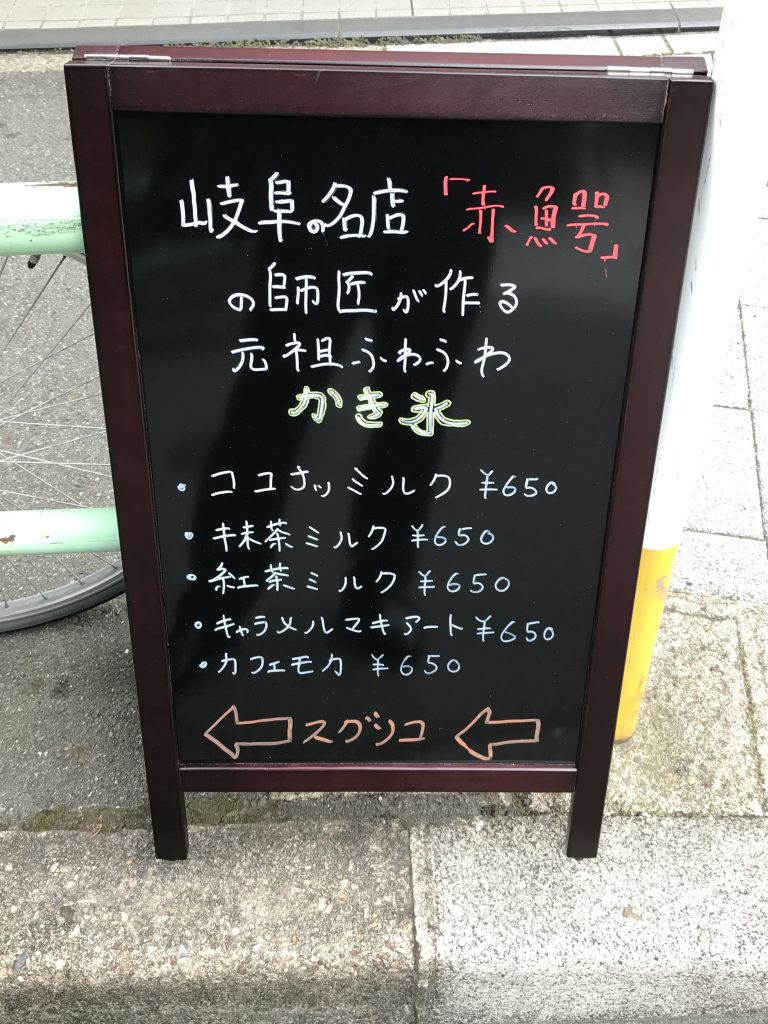 岐阜の名店「赤鰐」
の師匠が作る
元祖ふわふわ
かき氷
・ココナッツミルク ¥650
・抹茶ミルク ¥650
・紅茶ミルク ¥650
・キャラメルマキアート ¥650
・カフェモカ ¥650
スグソコ